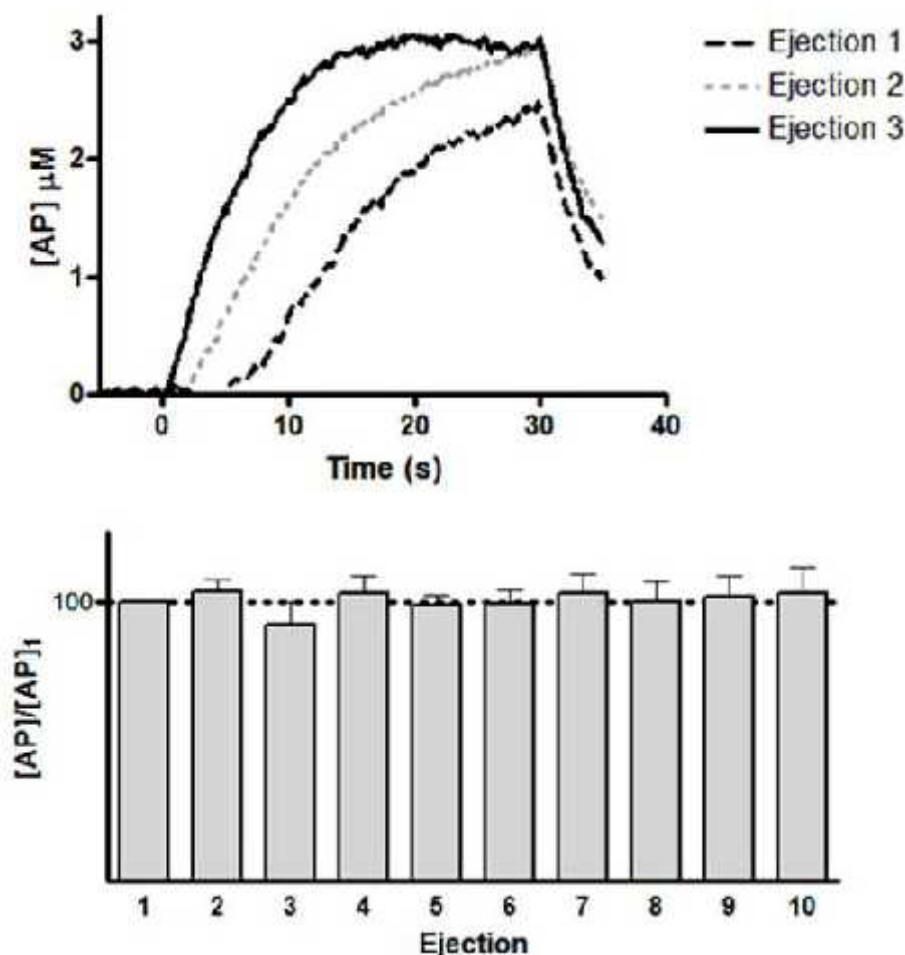 3
2
1
0
[AP] µM
0 10 20 30 40
Time (s)
Ejection 1
Ejection 2
Ejection 3
100
[AP]/[AP]1
1 2 3 4 5 6 7 8 9 10
Ejection